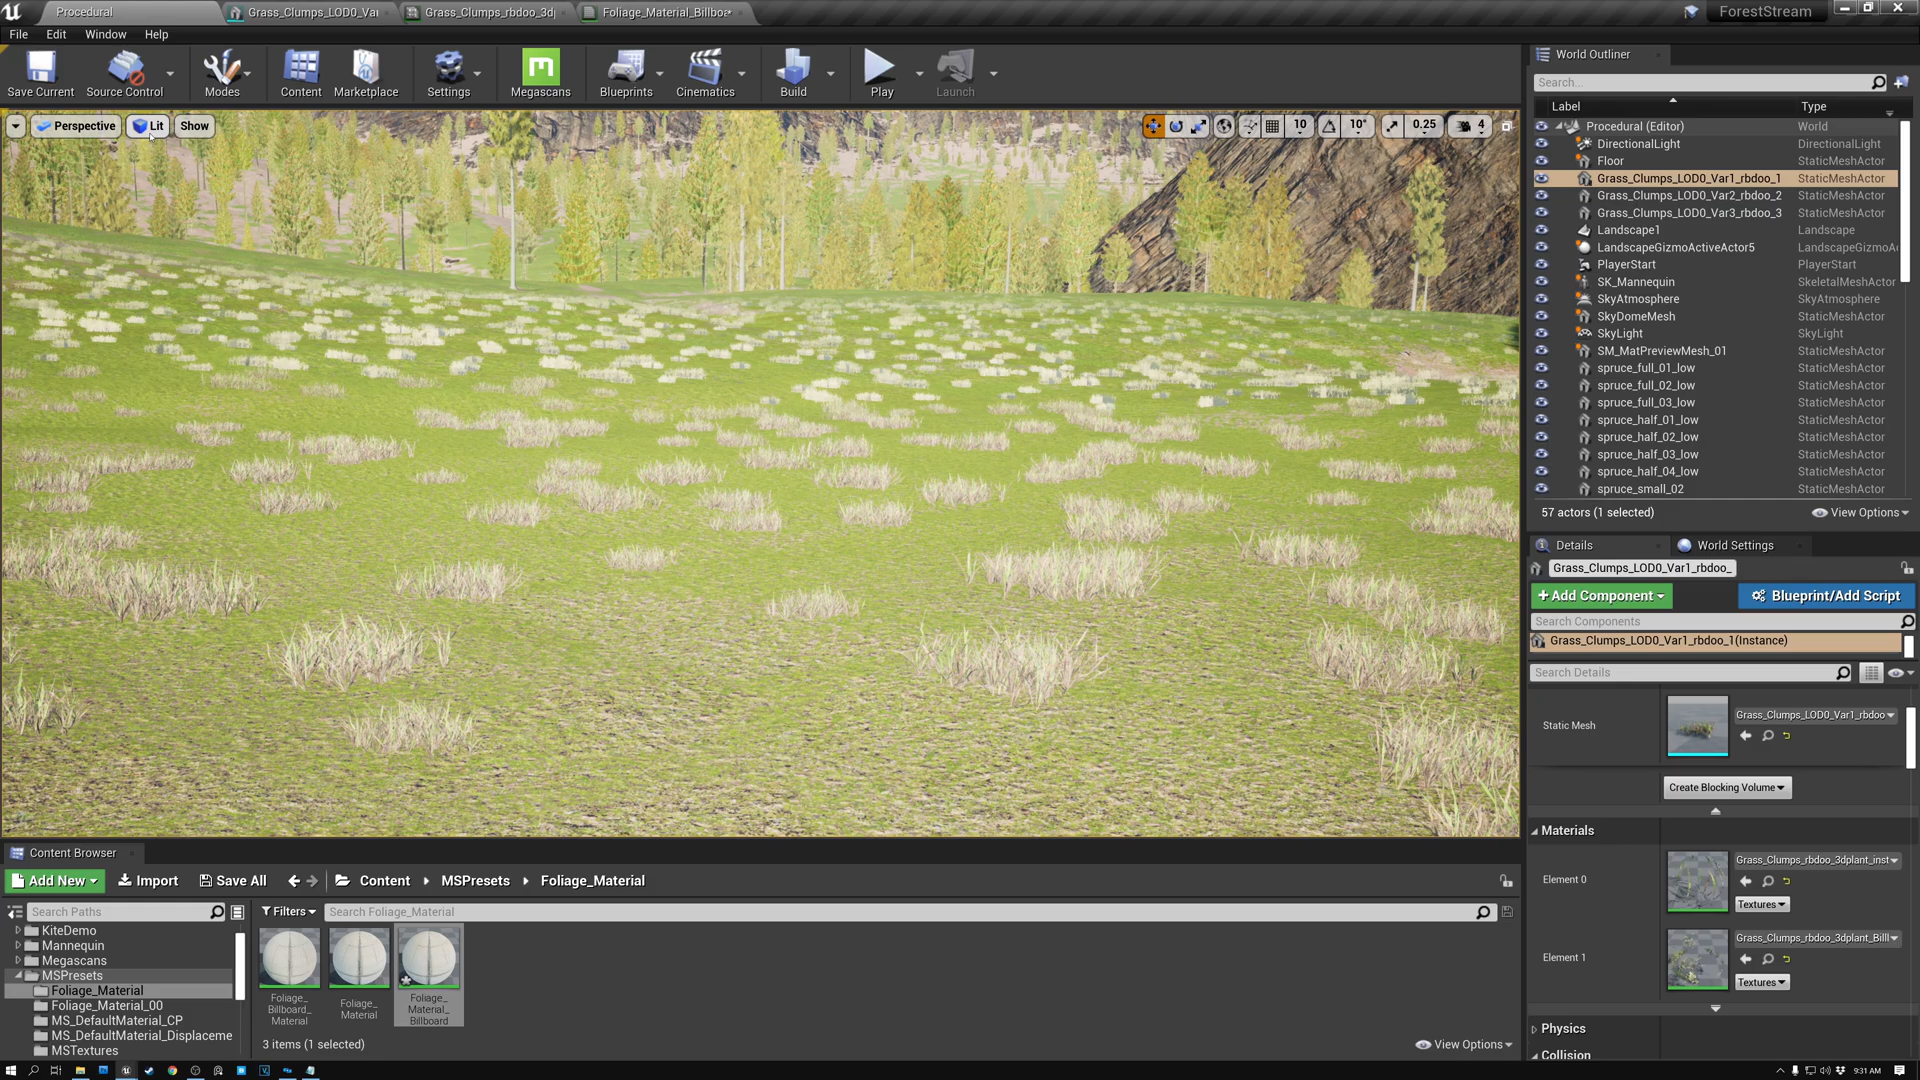 Procedural
Grass_Clumps_LOD0_Var
Grass_Clumps_rbdoo_3d
Foliage_Material_Billboa*
ForestStream
File
Edit
Window
Help
Save Current
Source Control
Modes
Content
Marketplace
Settings
Megascans
Blueprints
Cinematics
Build
Play
Launch
Perspective
Lit
Show
10
10°
0.25
4
World Outliner
Search...
Label
Type
Procedural (Editor)
World
DirectionalLight
DirectionalLight
Floor
StaticMeshActor
Grass_Clumps_LOD0_Var1_rbdoo_1
StaticMeshActor
Grass_Clumps_LOD0_Var2_rbdoo_2
StaticMeshActor
Grass_Clumps_LOD0_Var3_rbdoo_3
StaticMeshActor
Landscape1
Landscape
LandscapeGizmoActiveActor5
LandscapeGizmoA
PlayerStart
PlayerStart
SK_Mannequin
SkeletalMeshActor
SkyAtmosphere
SkyAtmosphere
SkyDomeMesh
StaticMeshActor
SkyLight
SkyLight
SM_MatPreviewMesh_01
StaticMeshActor
spruce_full_01_low
StaticMeshActor
spruce_full_02_low
StaticMeshActor
spruce_full_03_low
StaticMeshActor
spruce_half_01_low
StaticMeshActor
spruce_half_02_low
StaticMeshActor
spruce_half_03_low
StaticMeshActor
spruce_half_04_low
StaticMeshActor
spruce_small_02
StaticMeshActor
57 actors (1 selected)
View Options
Details
World Settings
Grass_Clumps_LOD0_Var1_rbdoo_
+Add Component
Blueprint/Add Script
Search Components
Grass_Clumps_LOD0_Var1_rbdoo_1(Instance)
Search Details
Static Mesh
Grass_Clumps_LOD0_Var1_rbdoo
Create Blocking Volume
Materials
Element 0
Grass_Clumps_rbdoo_3dplant_inst
Textures
Element 1
Grass_Clumps_rbdoo_3dplant_Billl
Textures
Physics
Collision
Content Browser
Add New
Import
Save All
Content
MSPresets
Foliage_Material
Search Paths
Filters
Search Foliage_Material
KiteDemo
Mannequin
Megascans
MSPresets
Foliage_Material
Foliage_Material_00
MS_DefaultMaterial_CP
MS_DefaultMaterial_Displaceme
MSTextures
Foliage_
Billboard_
Material
Foliage_
Material
Foliage_
Material_
Billboard
3 items (1 selected)
View Options
9:31 AM